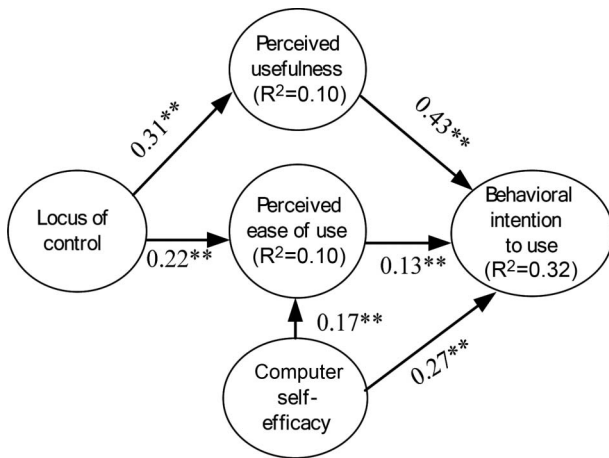 Perceived
usefulness
(R²=0.10)
0.31**
0.43**
Locus of
control
0.22**
Perceived
ease of use
(R²=0.10)
0.13**
Behavioral
intention
to use
(R²=0.32)
0.17**
0.27**
Computer
self-
efficacy